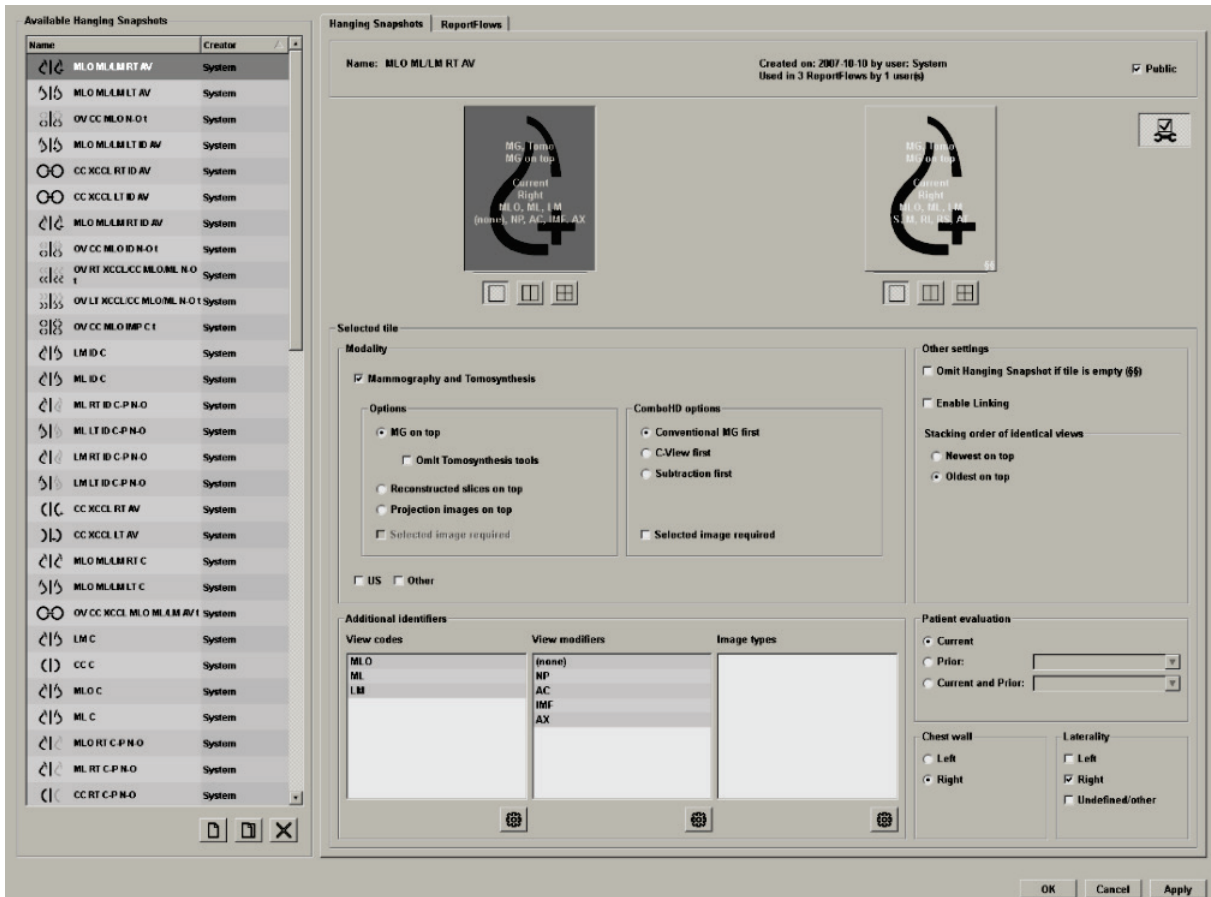 Available Hanging Snapshots
Name Creator
MLO ML/LM RT AV System
MLO ML/LM LT AV System
OV CC MLO N-O t System
MLO ML/LM LT ID AV System
CC XCCL RT ID AV System
CC XCCL LT ID AV System
MLO ML/LM RT ID AV System
OV CC MLO ID N-O t System
OV RT XCCL/CC MLO/ML N-O t System
OV LT XCCL/CC MLO/ML N-O t System
OV CC MLO IMP C t System
LM ID C System
ML ID C System
ML RT ID C-P N-O System
ML LT ID C-P N-O System
LM RT ID C-P N-O System
LM LT ID C-P N-O System
CC XCCL RT AV System
CC XCCL LT AV System
MLO ML/LM RT C System
MLO ML/LM LT C System
OV CC XCCL MLO ML/LM AV t System
LM C System
CC C System
MLO C System
ML C System
MLO RT C-P N-O System
ML RT C-P N-O System
CC RT C-P N-O System
Hanging Snapshots ReportFlows
Name: MLO ML/LM RT AV
Created on: 2007-10-10 by user: System
Used in 3 ReportFlows by 1 user(s)
Public
MG, Tomo
MG on top
Current
Right
MLO, ML, LM
(none), NP, AC, IMF, AX
MG, Tomo
MG on top
Current
Right
MLO, ML, LM
S, M, RI, RS, AT
§§
Selected tile
Modality
Mammography and Tomosynthesis
Options
MG on top
Omit Tomosynthesis tools
Reconstructed slices on top
Projection images on top
Selected image required
ComboHD options
Conventional MG first
C-View first
Subtraction first
Selected image required
US Other
Other settings
Omit Hanging Snapshot if tile is empty (§§)
Enable Linking
Stacking order of identical views
Newest on top
Oldest on top
Additional identifiers
View codes View modifiers Image types
MLO
ML
LM
(none)
NP
AC
IMF
AX
Patient evaluation
Current
Prior:
Current and Prior:
Chest wall
Left
Right
Laterality
Left
Right
Undefined/other
OK Cancel Apply